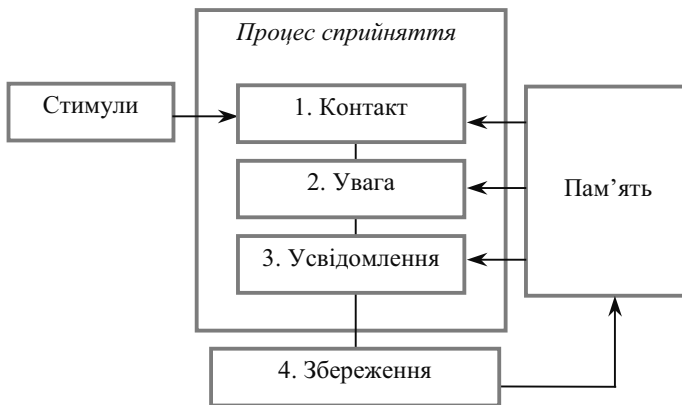 Процес сприйняття
Стимули
1. Контакт
2. Увага
Пам’ять
3. Усвідомлення
4. Збереження